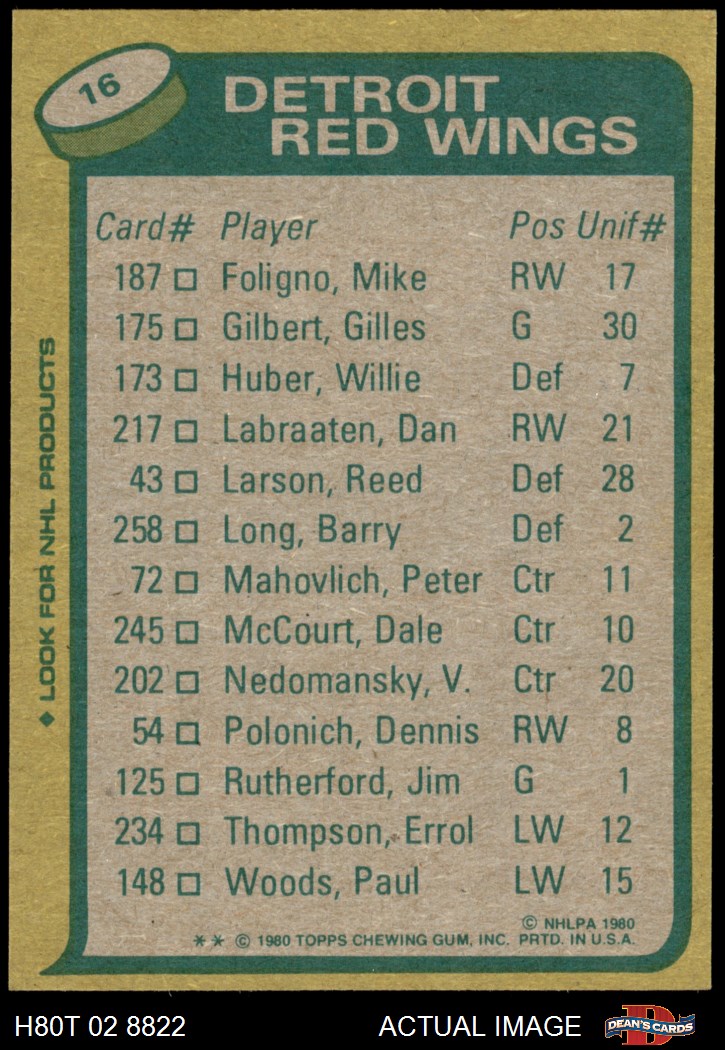 16
DETROIT
RED WINGS
Card# Player Pos Unif#
187 □ Foligno, Mike RW 17
175 □ Gilbert, Gilles G 30
173 □ Huber, Willie Def 7
217 □ Labraaten, Dan RW 21
43 □ Larson, Reed Def 28
258 □ Long, Barry Def 2
72 □ Mahovlich, Peter Ctr 11
245 □ McCourt, Dale Ctr 10
202 □ Nedomansky, V. Ctr 20
54 □ Polonich, Dennis RW 8
125 □ Rutherford, Jim G 1
234 □ Thompson, Errol LW 12
148 □ Woods, Paul LW 15
© NHLPA 1980
** © 1980 TOPPS CHEWING GUM, INC. PRTD. IN U.S.A.
◆ LOOK FOR NHL PRODUCTS
H80T 02 8822 ACTUAL IMAGE
D
DEAN'S CARDS